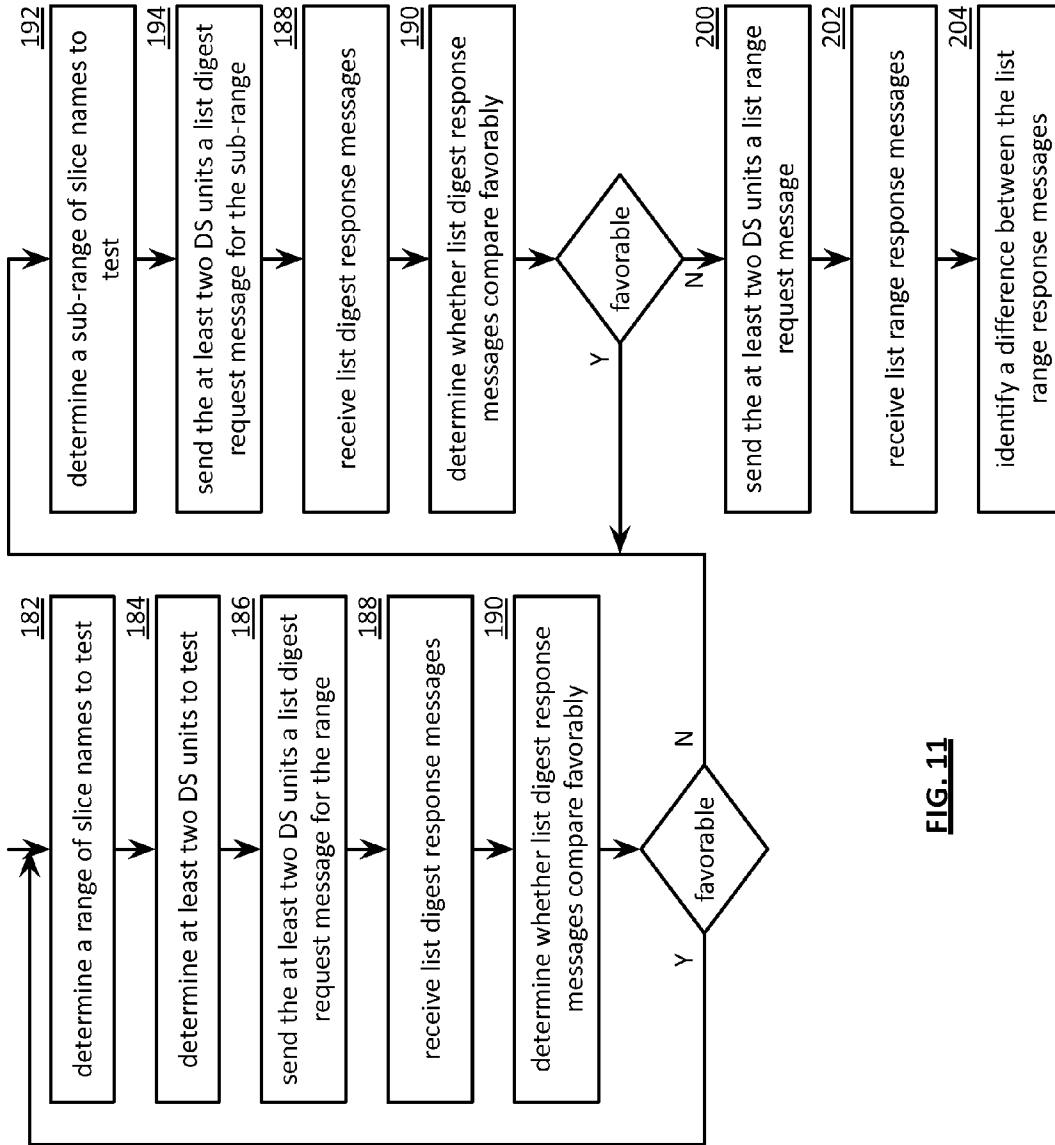 182
determine a range of slice names to test
184
determine at least two DS units to test
186
send the at least two DS units a list digest
request message for the range
188
receive list digest response messages
190
determine whether list digest response
messages compare favorably
favorable
Y
N
192
determine a sub-range of slice names to
test
194
send the at least two DS units a list digest
request message for the sub-range
188
receive list digest response messages
190
determine whether list digest response
messages compare favorably
favorable
Y
N
200
send the at least two DS units a list range
request message
202
receive list range response messages
204
identify a difference between the list
range response messages
FIG. 11